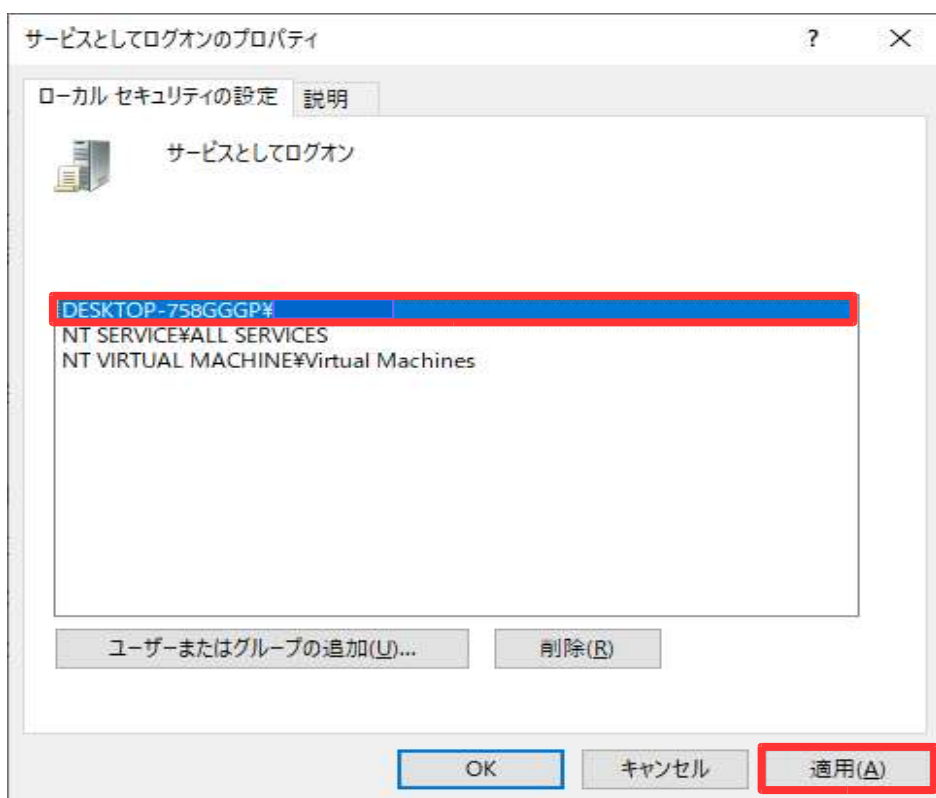 サービスとしてログオンのプロパティ ? ×
ローカル セキュリティの設定 説明
サービスとしてログオン
DESKTOP-758GGGP¥
NT SERVICE¥ALL SERVICES
NT VIRTUAL MACHINE¥Virtual Machines
ユーザーまたはグループの追加(U)... 削除(R)
OK キャンセル 適用(A)